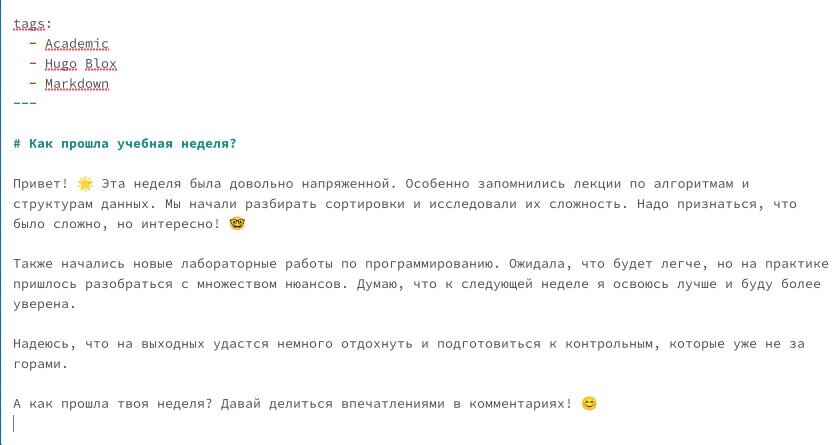 tags:
  - Academic
  - Hugo Blox
  - Markdown
---
# Как прошла учебная неделя?
Привет! 🌟 Эта неделя была довольно напряженной. Особенно запомнились лекции по алгоритмам и
структурам данных. Мы начали разбирать сортировки и исследовали их сложность. Надо признаться, что
было сложно, но интересно! 🤓
Также начались новые лабораторные работы по программированию. Ожидала, что будет легче, но на практике
пришлось разобраться с множеством нюансов. Думаю, что к следующей неделе я освоюсь лучше и буду более
уверена.
Надеюсь, что на выходных удастся немного отдохнуть и подготовиться к контрольным, которые уже не за
горами.
А как прошла твоя неделя? Давай делиться впечатлениями в комментариях! 😊